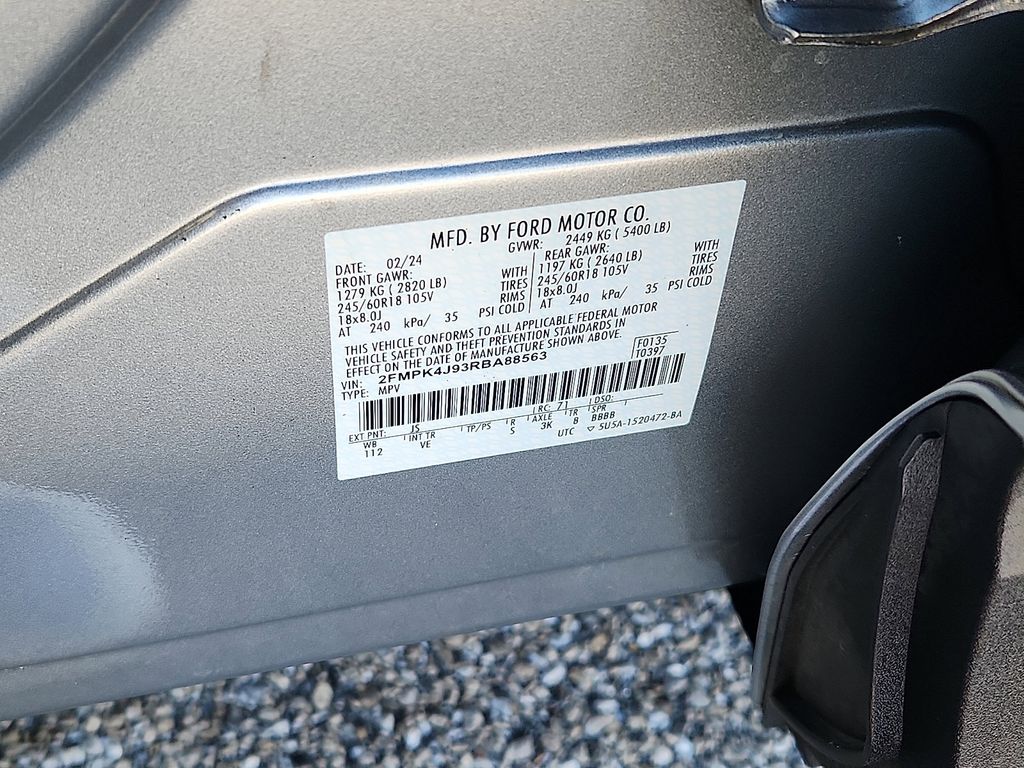 MFD. BY FORD MOTOR CO.
DATE: 02/24 GVWR: 2449 KG ( 5400 LB)
FRONT GAWR: WITH REAR GAWR: WITH
1279 KG ( 2820 LB) TIRES 1197 KG ( 2640 LB) TIRES
245/60R18 105V RIMS 245/60R18 105V RIMS
18x8.0J PSI COLD 18x8.0J PSI COLD
AT 240 kPa/ 35 AT 240 kPa/ 35
THIS VEHICLE CONFORMS TO ALL APPLICABLE FEDERAL MOTOR
VEHICLE SAFETY AND THEFT PREVENTION STANDARDS IN
EFFECT ON THE DATE OF MANUFACTURE SHOWN ABOVE.
VIN: 2FMPK4J93RBA88563 F0135
TYPE: MPV T0397
EXT PNT: JS RC: 71 DSO:
WB INT TR TP/PS R AXLE TR SPR
112 VE S 3K B BBBB
UTC ▽ 5U5A-1520472-BA